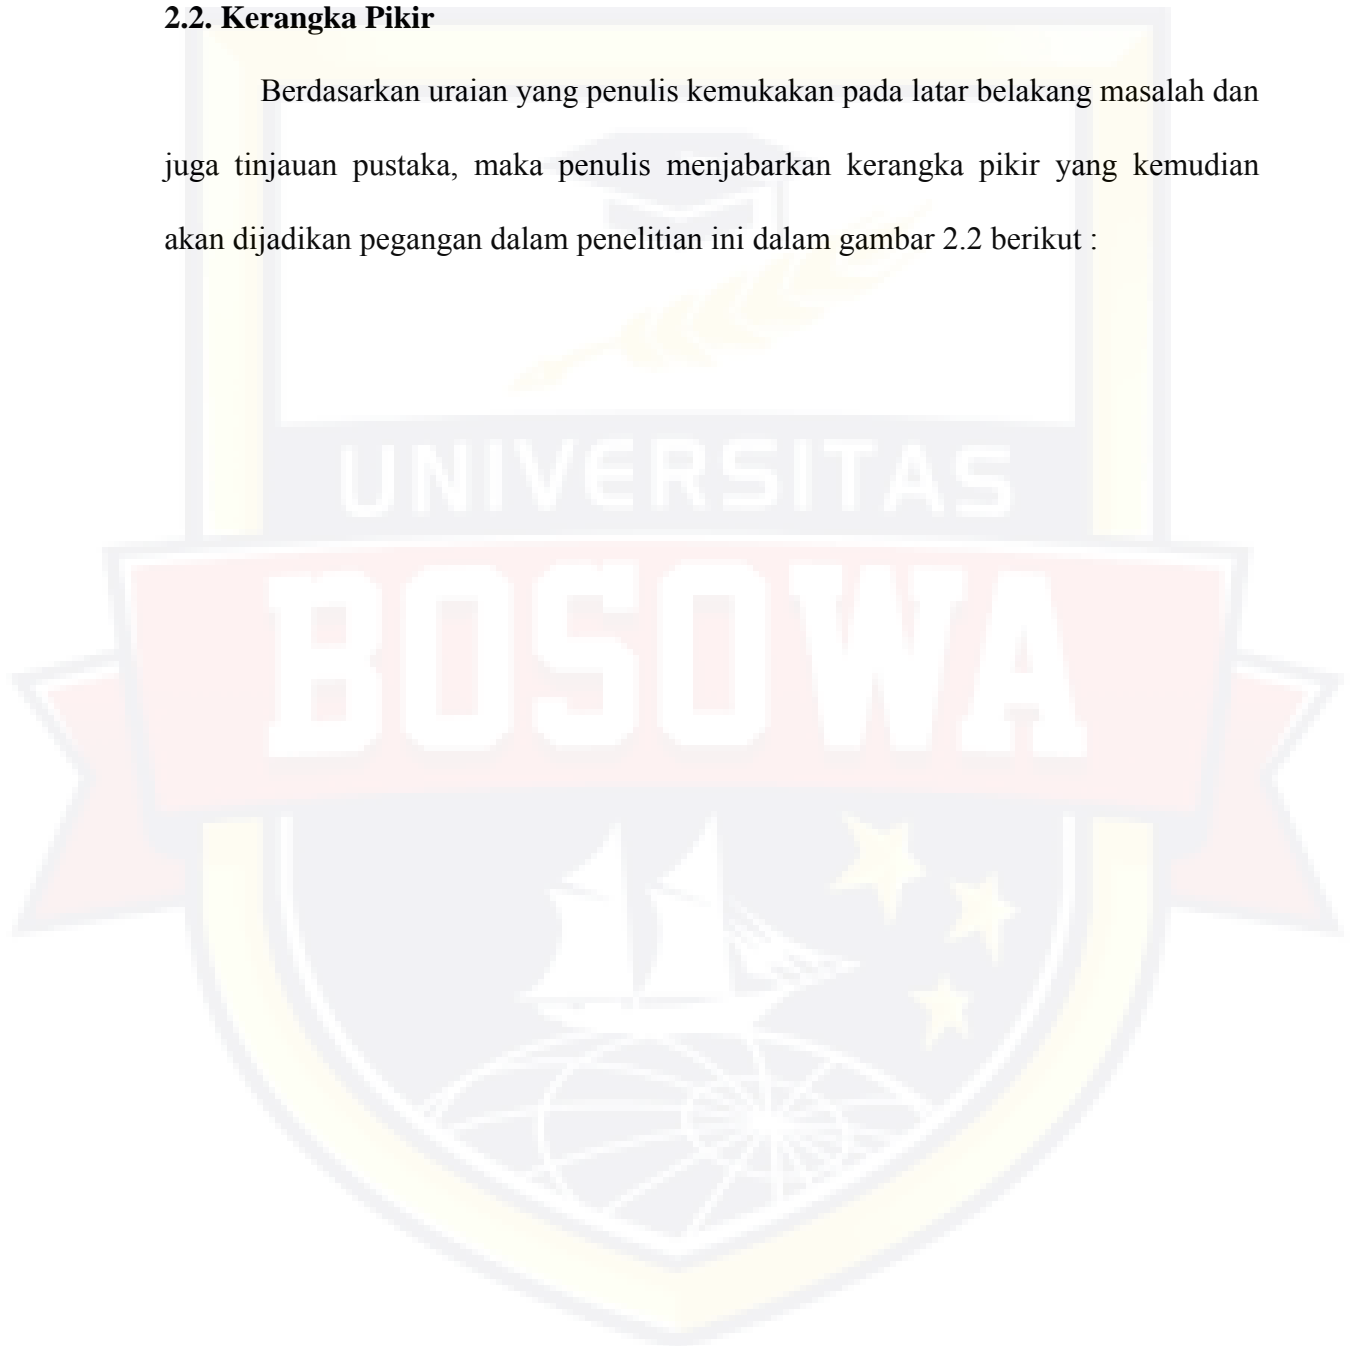 2.2. Kerangka Pikir
Berdasarkan uraian yang penulis kemukakan pada latar belakang masalah dan
juga tinjauan pustaka, maka penulis menjabarkan kerangka pikir yang kemudian
akan dijadikan pegangan dalam penelitian ini dalam gambar 2.2 berikut :
UNIVERSITAS
BOSOWA